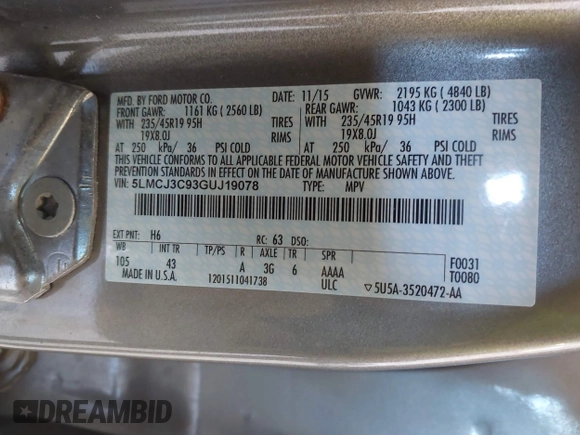 MFD. BY FORD MOTOR CO. 11/15 GVWR: 2195 KG ( 4840 LB)
FRONT GAWR: 1161 KG ( 2560 LB) REAR GAWR: 1043 KG ( 2300 LB)
WITH 235/45R19 95H TIRES WITH 235/45R19 95H TIRES
19X8.0J RIMS 19X8.0J RIMS
AT 250 kPa/ 36 PSI COLD AT 250 kPa/ 36 PSI COLD
THIS VEHICLE CONFORMS TO ALL APPLICABLE FEDERAL MOTOR VEHICLE SAFETY AND THEFT PREVENTION
STANDARDS IN EFFECT ON THE DATE OF MANUFACTURE SHOWN ABOVE.
VIN: 5LMCJ3C93GUJ19078 TYPE: MPV
EXT PNT: H6 RC: 63 DSO:
WB INT TR TP/PS R AXLE TR SPR F0031
105 43 A 3G 6 AAAA T0080
MADE IN U.S.A. 1201511041738 ULC ▽5U5A-3520472-AA
DREAMBID